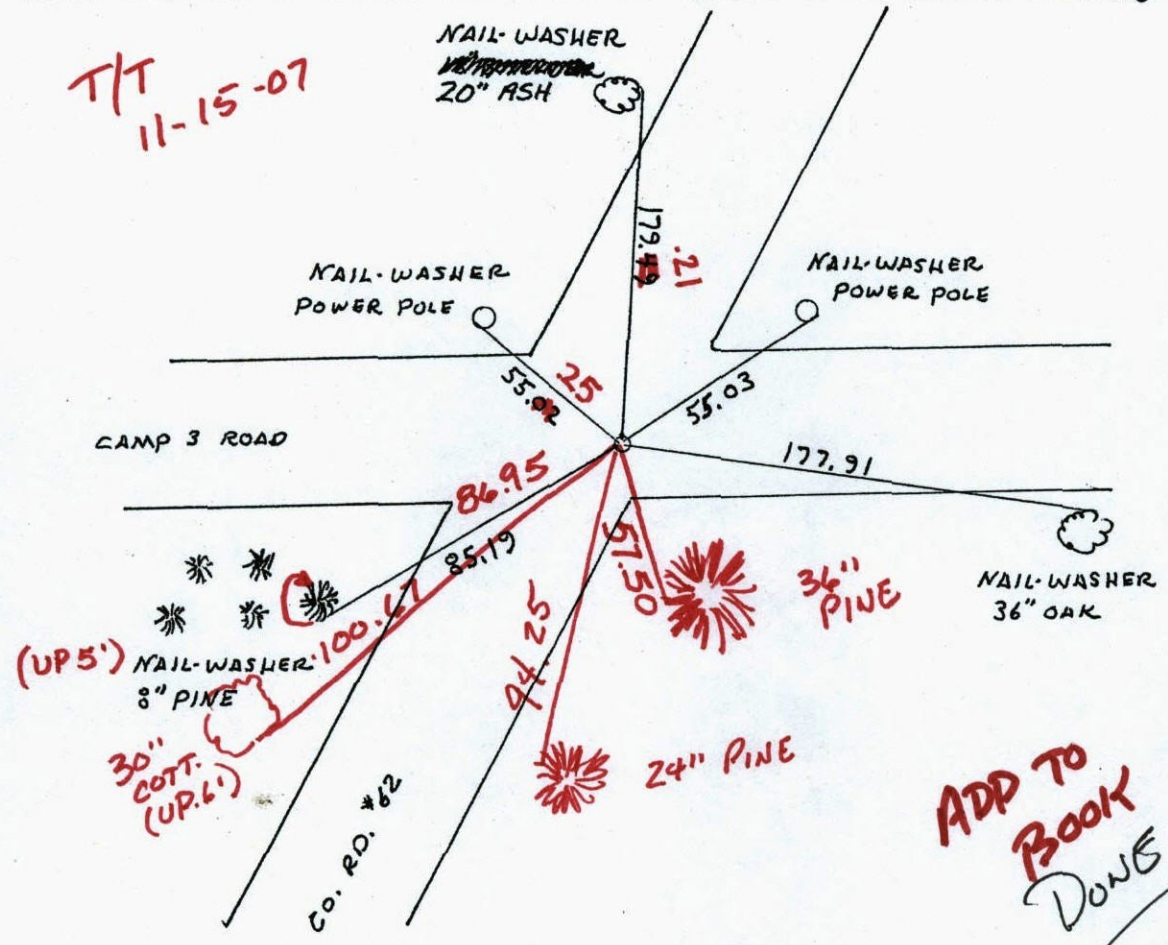 T/T
11-15-07
NAIL-WASHER
20" ASH
179.49
.21
NAIL-WASHER
POWER POLE
NAIL-WASHER
POWER POLE
55.02
.25
55.03
CAMP 3 ROAD
177.91
86.95
85.19
57.50
36"
PINE
NAIL-WASHER
36" OAK
100.67
94.25
(UP 5')
NAIL-WASHER
8" PINE
30"
COTT.
(UP.6')
24" PINE
CO. RD. #62
ADD TO
BOOK
DONE